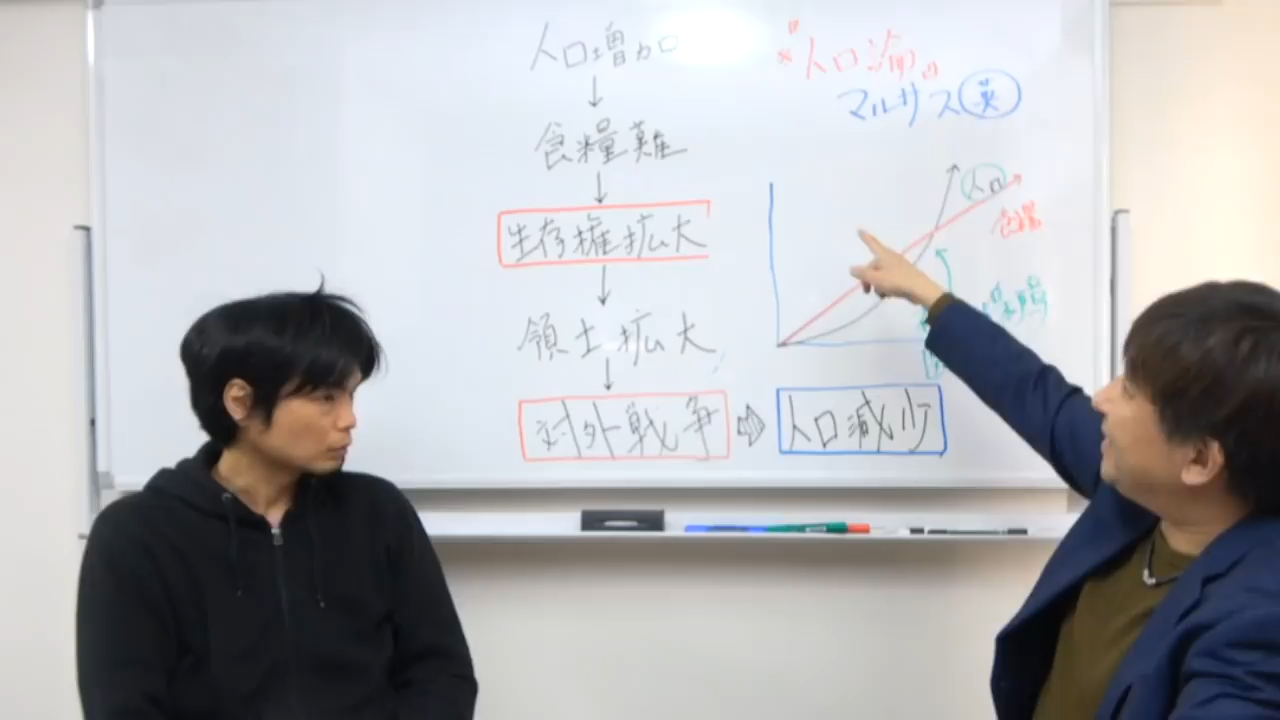 人口増加
↓
食糧難
↓
生存権拡大
↓
領土拡大
↓
対外戦争 ⇨ 人口減少
※『人口論』
マルサス 英
人口
食糧